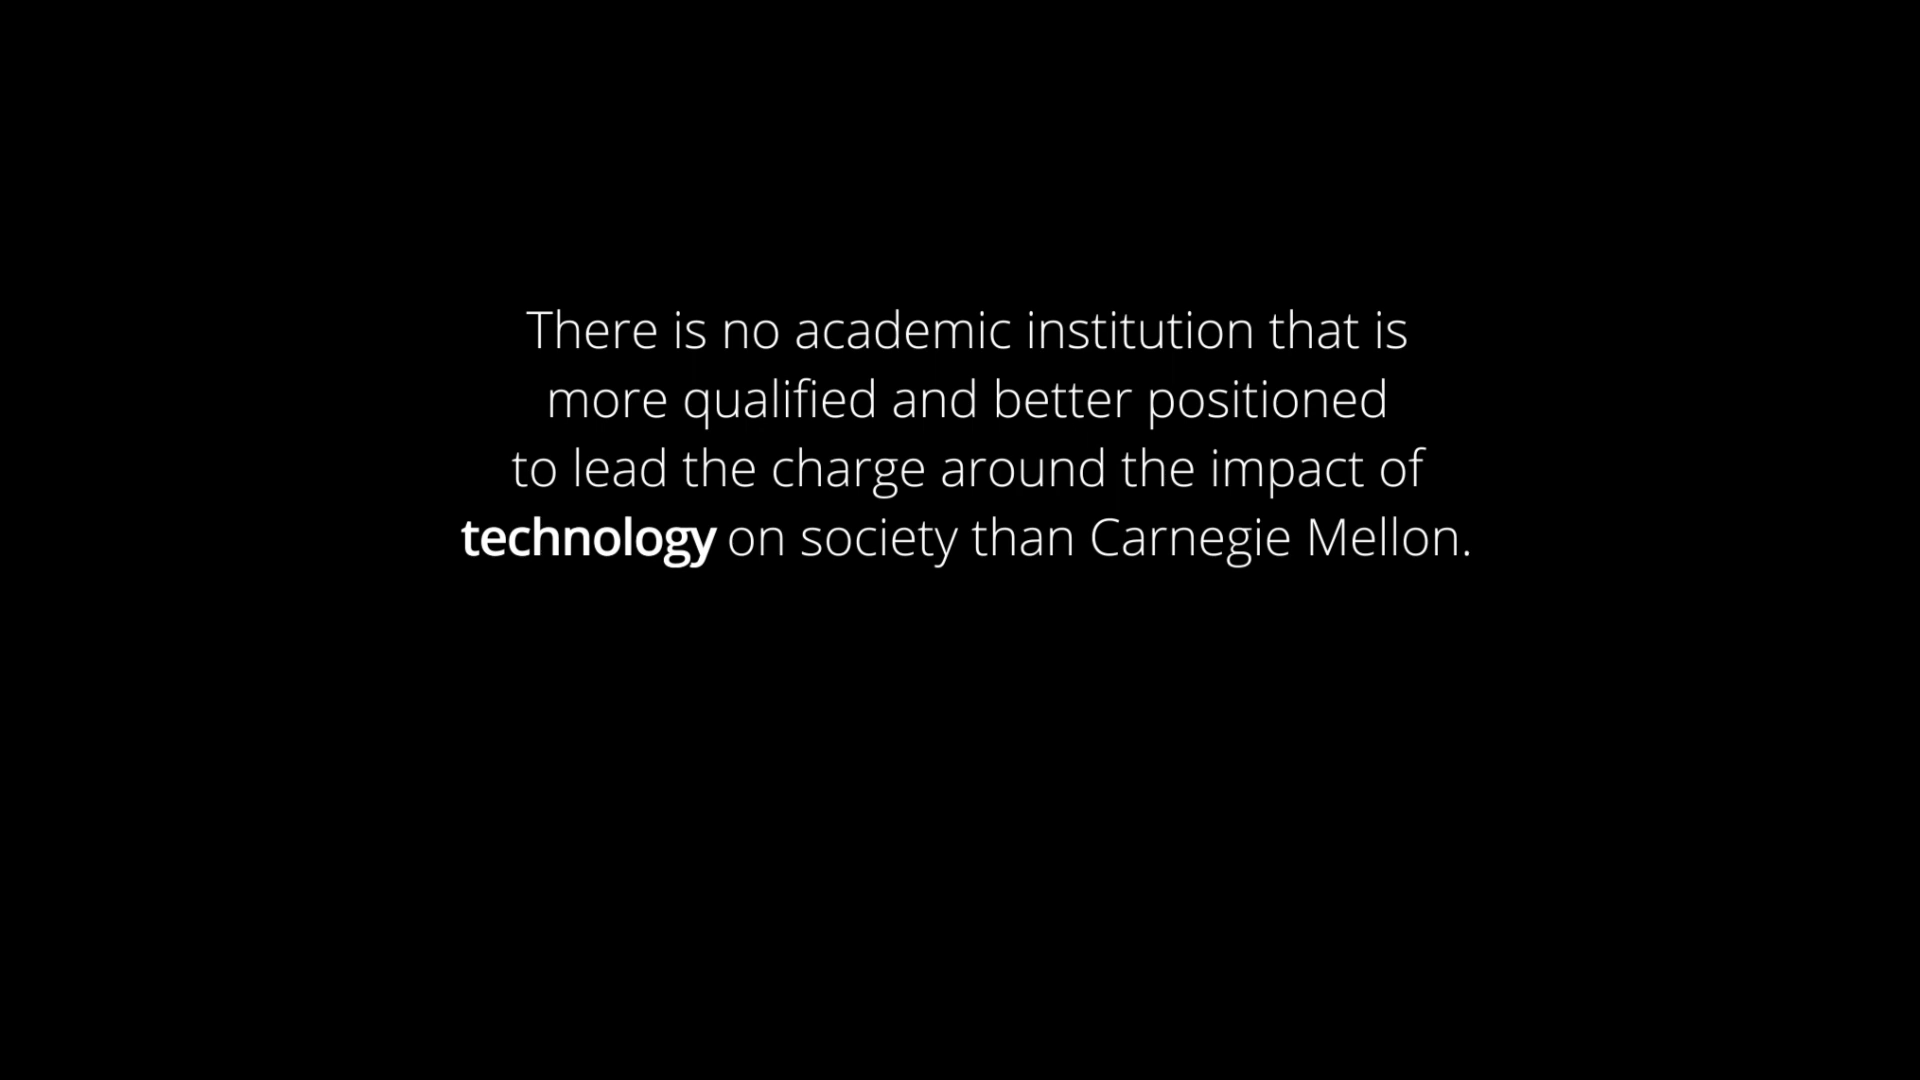 There is no academic institution that is
more qualified and better positioned
to lead the charge around the impact of
technology on society than Carnegie Mellon.